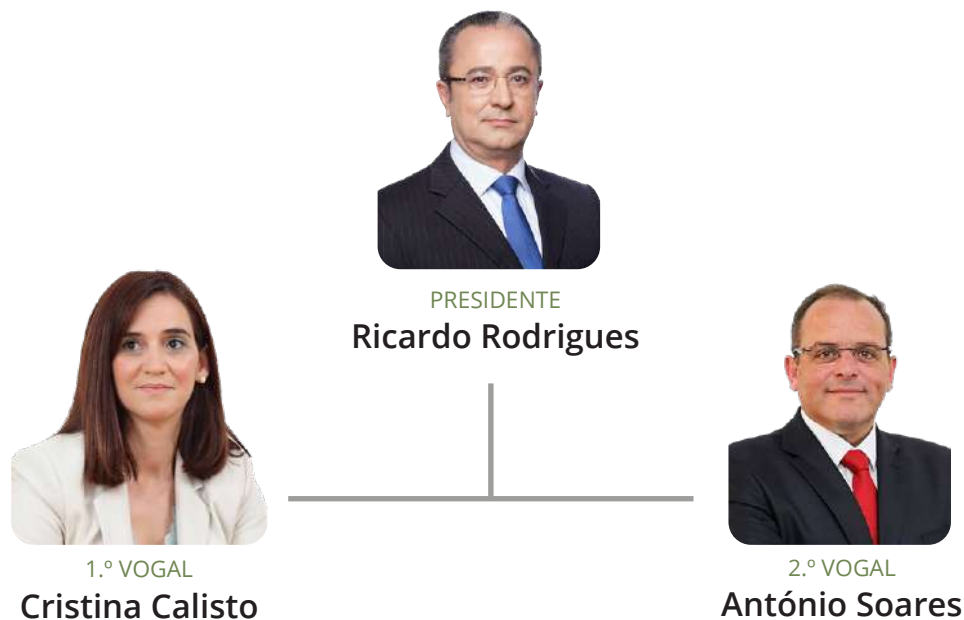 PRESIDENTE
Ricardo Rodrigues
1.º VOGAL
Cristina Calisto
2.º VOGAL
António Soares